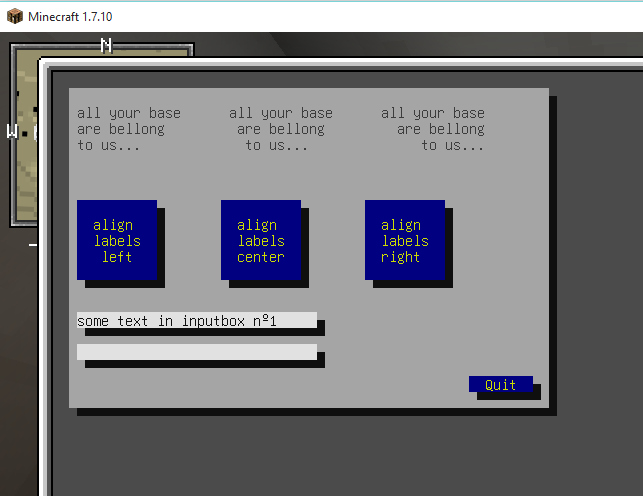 Minecraft 1.7.10
N
W
all your base
are bellong
to us...
all your base
are bellong
to us...
all your base
are bellong
to us...
align
labels
left
align
labels
center
align
labels
right
some text in inputbox nº1
Quit